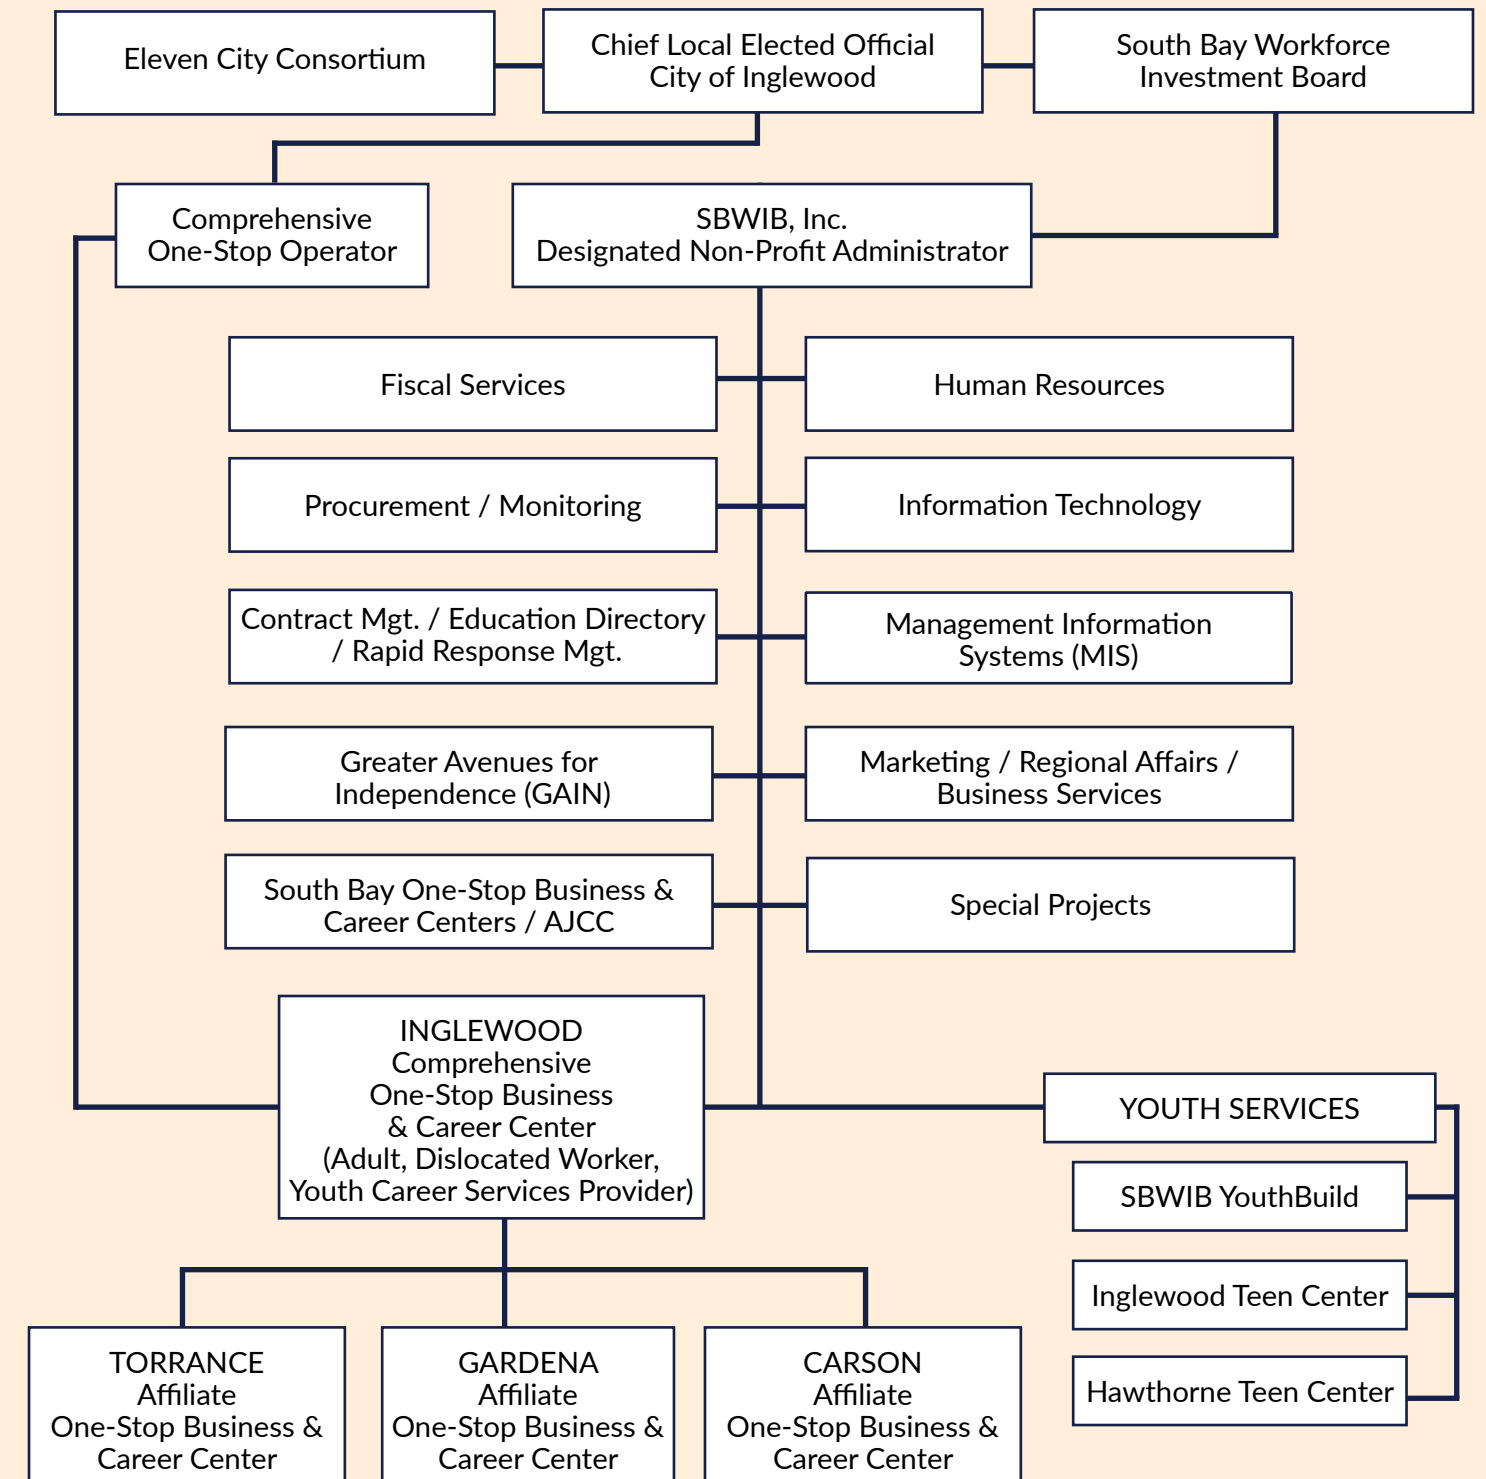 Eleven City Consortium
Chief Local Elected Official
City of Inglewood
South Bay Workforce
Investment Board
Comprehensive
One-Stop Operator
SBWIB, Inc.
Designated Non-Profit Administrator
Fiscal Services
Human Resources
Procurement / Monitoring
Information Technology
Contract Mgt. / Education Directory
/ Rapid Response Mgt.
Management Information
Systems (MIS)
Greater Avenues for
Independence (GAIN)
Marketing / Regional Affairs /
Business Services
South Bay One-Stop Business &
Career Centers / AJCC
Special Projects
INGLEWOOD
Comprehensive
One-Stop Business
& Career Center
(Adult, Dislocated Worker,
Youth Career Services Provider)
YOUTH SERVICES
SBWIB YouthBuild
Inglewood Teen Center
Hawthorne Teen Center
TORRANCE
Affiliate
One-Stop Business &
Career Center
GARDENA
Affiliate
One-Stop Business &
Career Center
CARSON
Affiliate
One-Stop Business &
Career Center